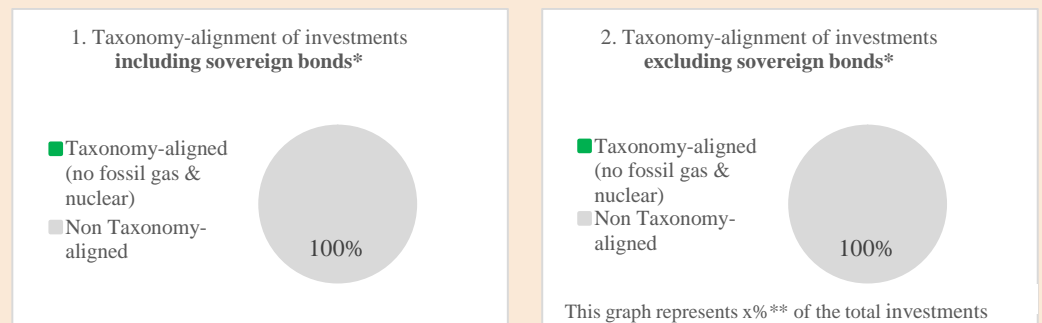 1. Taxonomy-alignment of investments
including sovereign bonds*
Taxonomy-aligned
(no fossil gas &
nuclear)
Non Taxonomy-
aligned
100%
2. Taxonomy-alignment of investments
excluding sovereign bonds*
Taxonomy-aligned
(no fossil gas &
nuclear)
Non Taxonomy-
aligned
100%
This graph represents x%** of the total investments